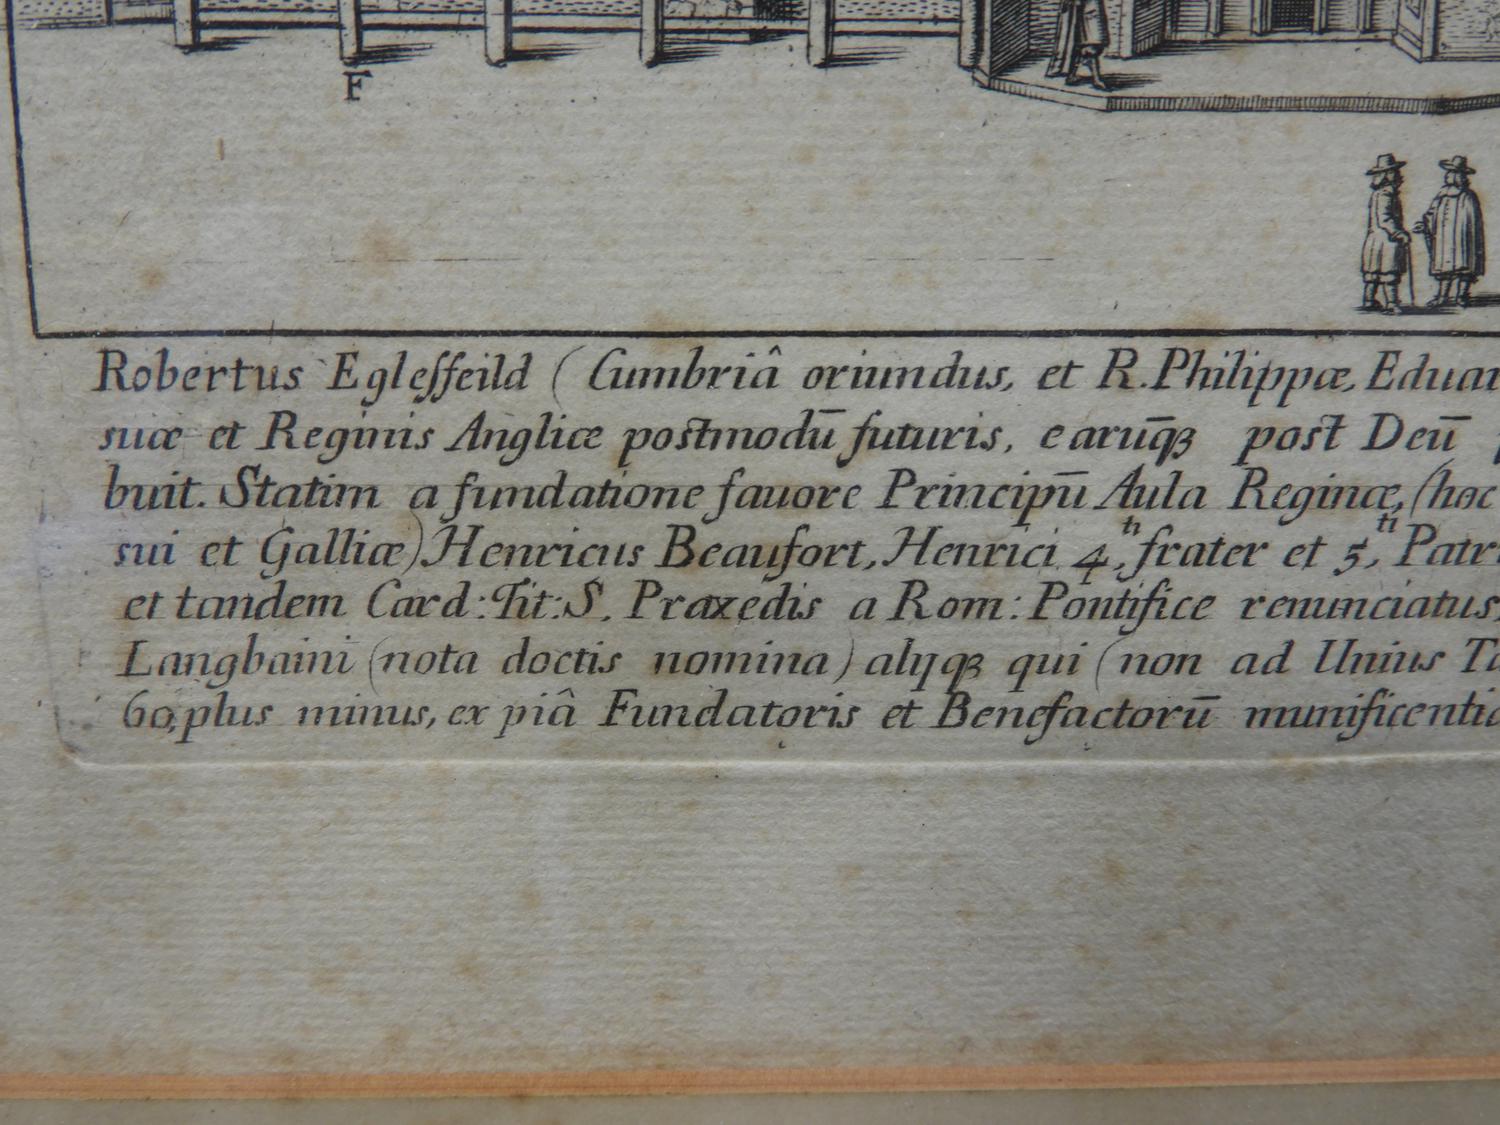 F
Robertus Eglesfeild (Cumbriâ oriundus, et R. Philippæ, Eduar
suæ et Reginis Angliæ postmodū futuris, earūq̢ post Deū
buit. Statim a fundatione favore Principū Aula Reginæ, (hoc
sui et Galliæ) Henricus Beaufort, Henrici 4.ti frater et 5.ti Patr
et tandem Card: Tit: S. Praxedis a Rom: Pontifice renunciatus,
Langbaini (nota doctis nomina) alijq̢ qui (non ad Unius
60, plus minus, ex piâ Fundatoris et Benefactorū munificentia